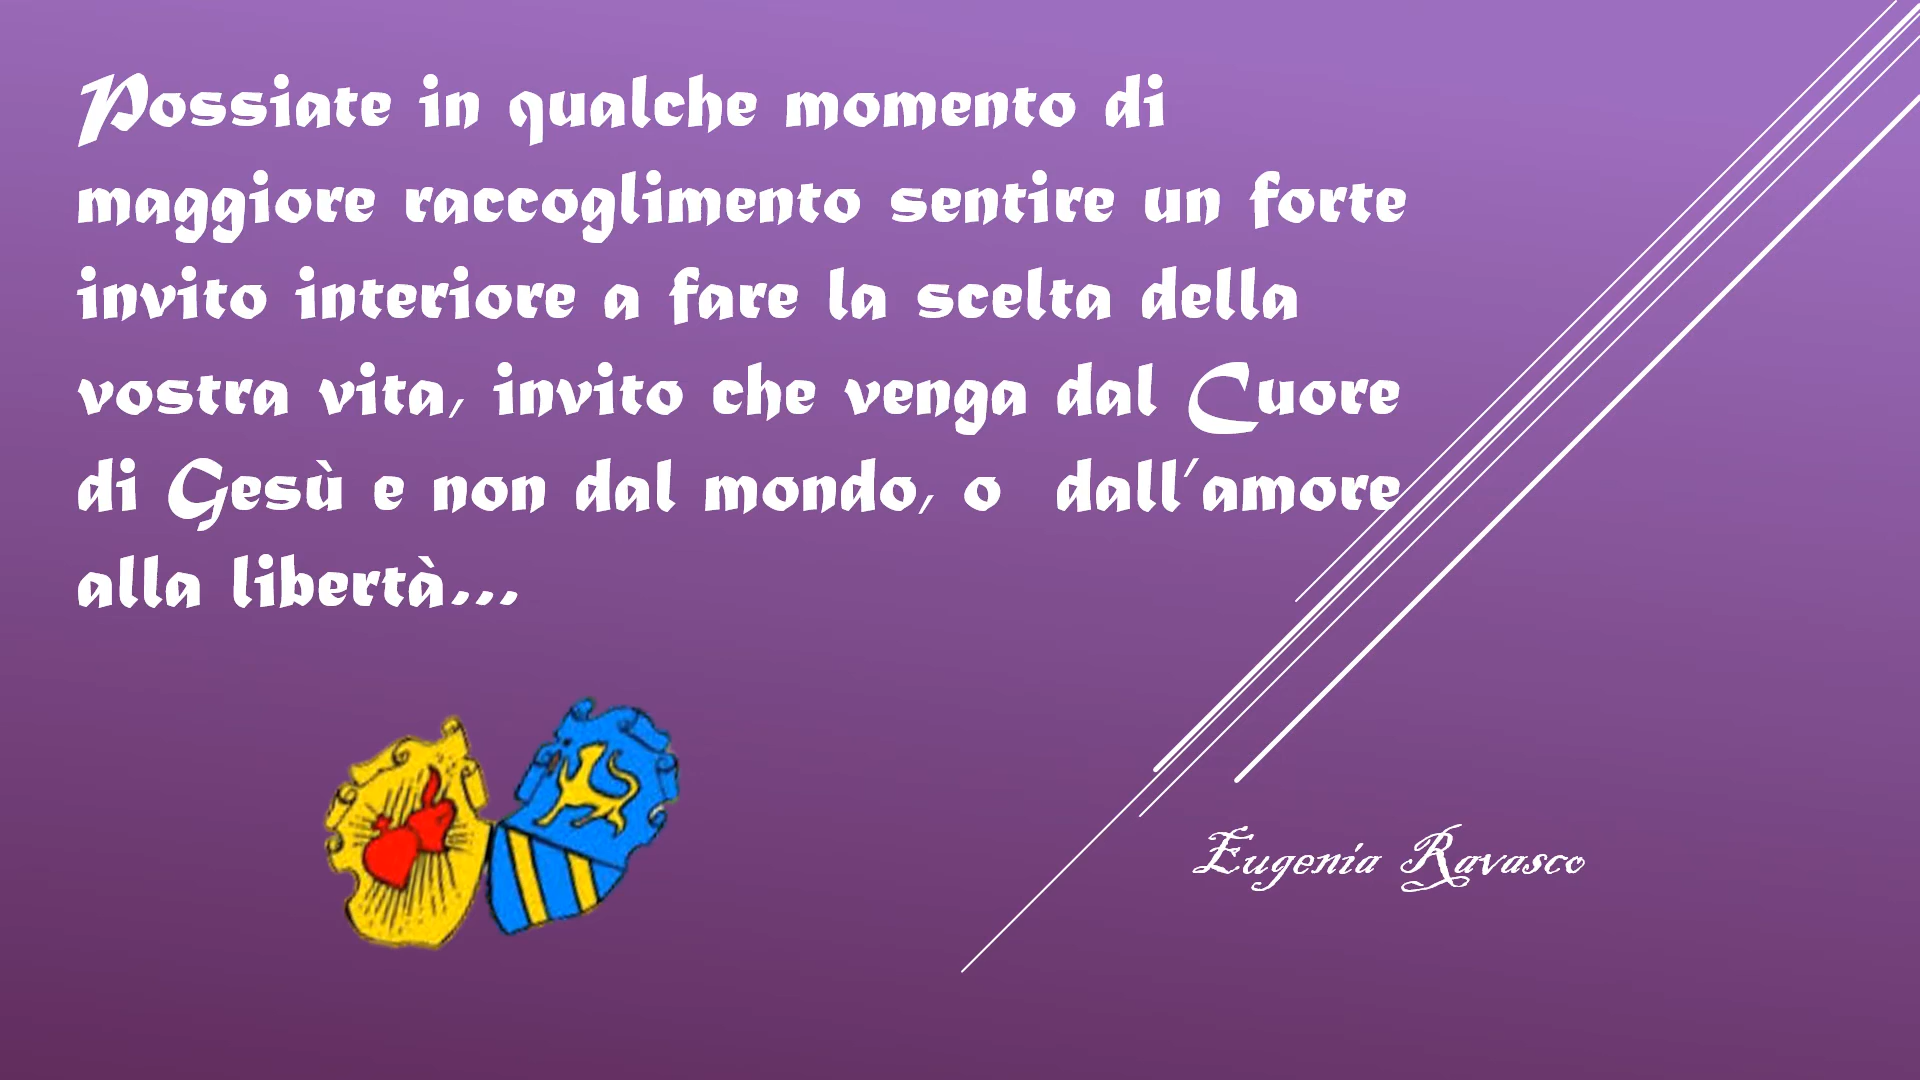 Possiate in qualche momento di
maggiore raccoglimento sentire un forte
invito interiore a fare la scelta della
vostra vita, invito che venga dal Cuore
di Gesù e non dal mondo, o  dall'amore
alla libertà...
Eugenia Ravasco